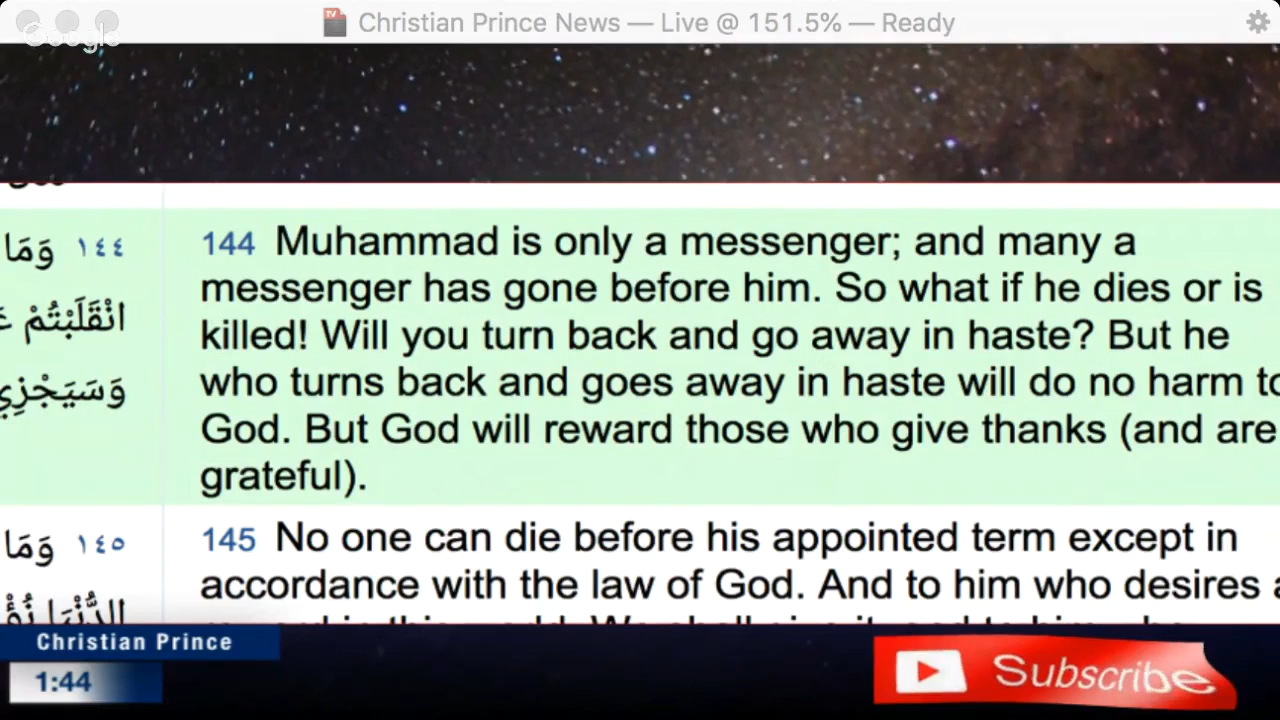 Christian Prince News — Live @ 151.5% — Ready
Google
١٤٤ وَمَا
انْقَلَبْتُمْ
وَسَيَجْزِي
144 Muhammad is only a messenger; and many a
messenger has gone before him. So what if he dies or is
killed! Will you turn back and go away in haste? But he
who turns back and goes away in haste will do no harm to
God. But God will reward those who give thanks (and are
grateful).
١٤٥ وَمَا
145 No one can die before his appointed term except in
accordance with the law of God. And to him who desires a
Christian Prince
1:44
Subscribe